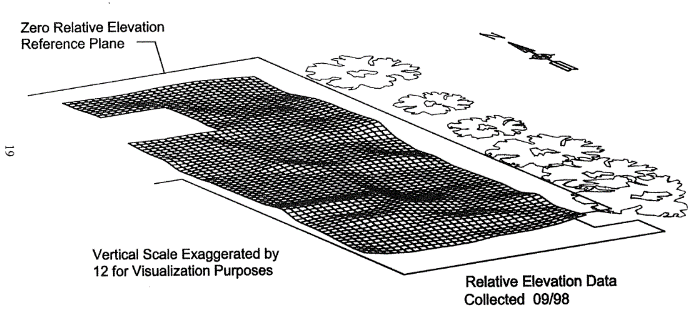 Zero Relative Elevation
Reference Plane
N
19
Vertical Scale Exaggerated by
12 for Visualization Purposes
Relative Elevation Data
Collected 09/98